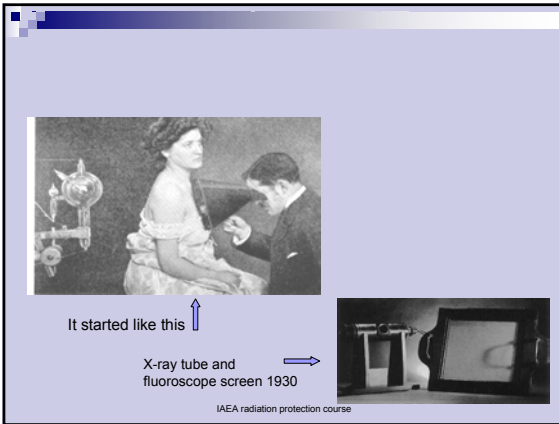 It started like this
X-ray tube and
fluoroscope screen 1930
IAEA radiation protection course